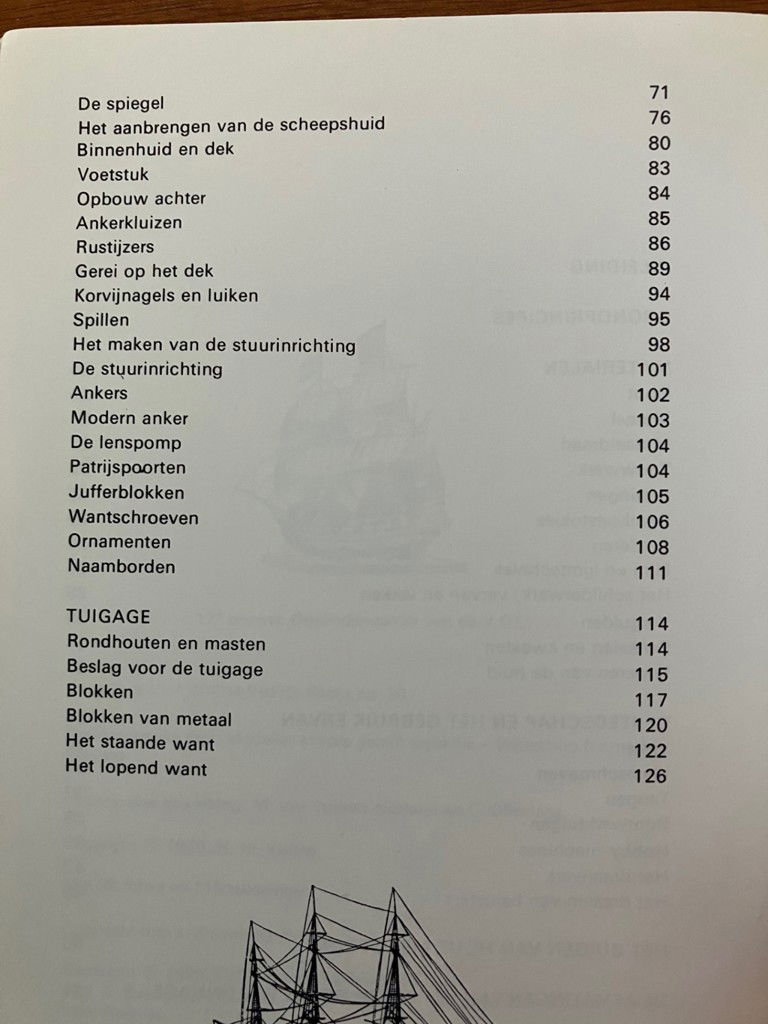 De spiegel 71
Het aanbrengen van de scheepshuid 76
Binnenhuid en dek 80
Voetstuk 83
Opbouw achter 84
Ankerkluizen 85
Rustijzers 86
Gerei op het dek 89
Korvijnagels en luiken 94
Spillen 95
Het maken van de stuurinrichting 98
De stuurinrichting 101
Ankers 102
Modern anker 103
De lenspomp 104
Patrijspoorten 104
Jufferblokken 105
Wantschroeven 106
Ornamenten 108
Naamborden 111
TUIGAGE 114
Rondhouten en masten 114
Beslag voor de tuigage 115
Blokken 117
Blokken van metaal 120
Het staande want 122
Het lopend want 126